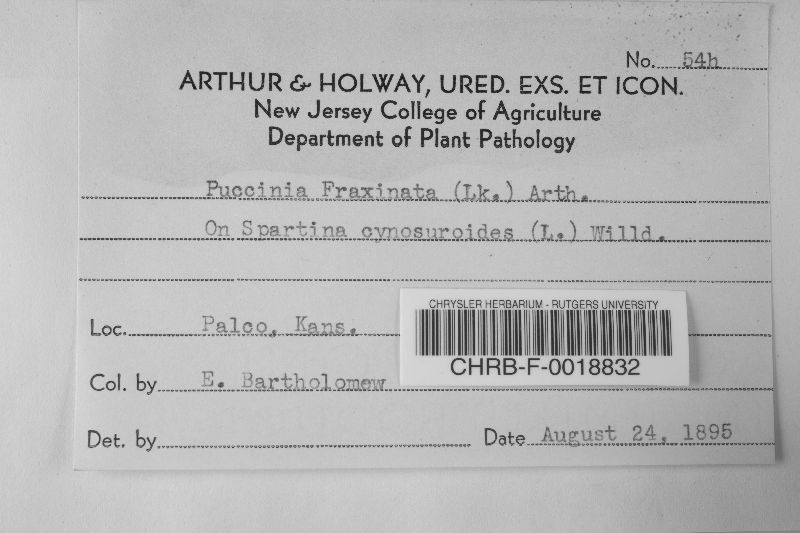 No. 54h
ARTHUR & HOLWAY, URED. EXS. ET ICON.
New Jersey College of Agriculture
Department of Plant Pathology
Puccinia Fraxinata (Lk.) Arth.
On Spartina cynosuroides (L.) Willd.
CHRYSLER HERBARIUM - RUTGERS UNIVERSITY
Loc. Palco, Kans.
CHRB-F-0018832
Col. by E. Bartholomew
Det. by
Date August 24, 1895